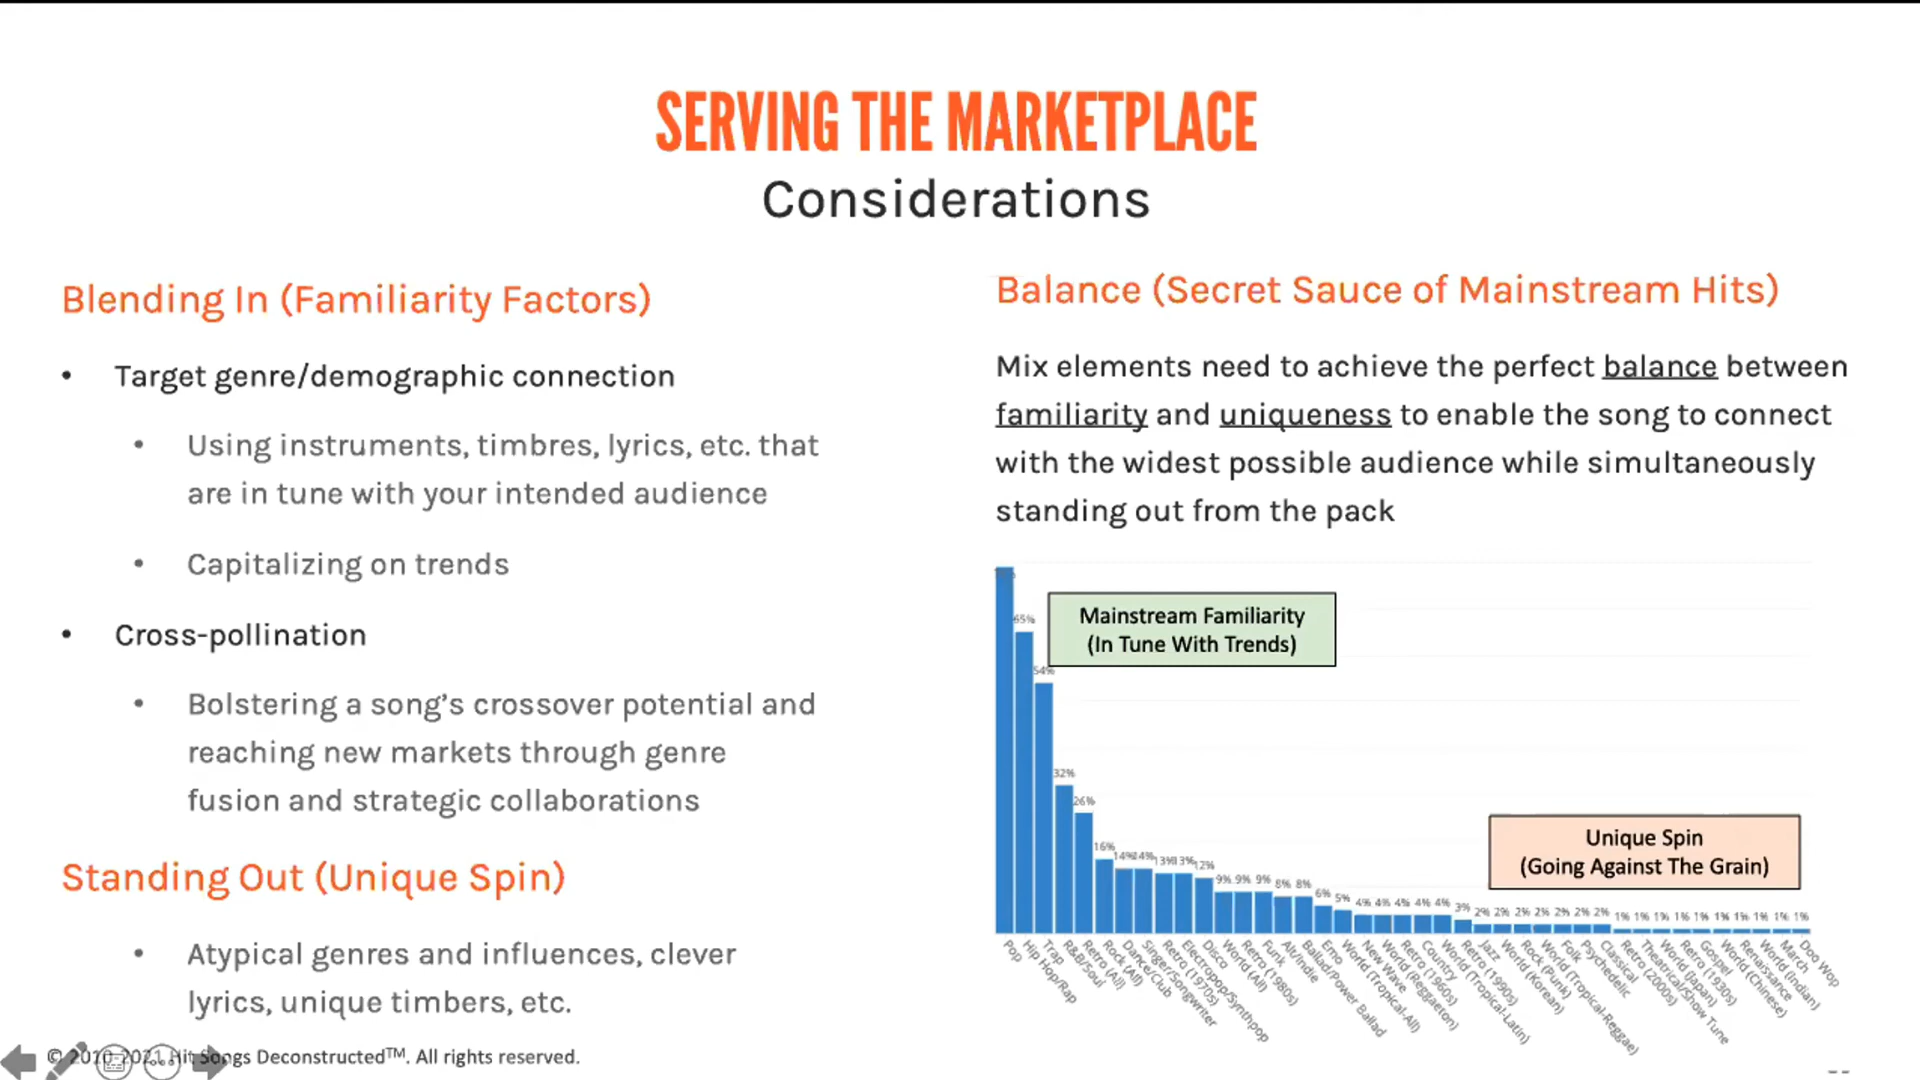 SERVING THE MARKETPLACE
Considerations
Blending In (Familiarity Factors)
• Target genre/demographic connection
• Using instruments, timbres, lyrics, etc. that
are in tune with your intended audience
• Capitalizing on trends
• Cross-pollination
• Bolstering a song's crossover potential and
reaching new markets through genre
fusion and strategic collaborations
Standing Out (Unique Spin)
• Atypical genres and influences, clever
lyrics, unique timbers, etc.
Balance (Secret Sauce of Mainstream Hits)
Mix elements need to achieve the perfect balance between
familiarity and uniqueness to enable the song to connect
with the widest possible audience while simultaneously
standing out from the pack
Mainstream Familiarity
(In Tune With Trends)
Unique Spin
(Going Against The Grain)
65%
54%
32%
26%
16%
14%
14%
13%
13%
12%
9%
9%
9%
8%
8%
6%
5%
4%
4%
4%
4%
4%
3%
2%
2%
2%
2%
2%
2%
2%
1%
1%
1%
1%
1%
1%
1%
1%
1%
1%
Pop
Hip Hop/Rap
Trap
R&B/Soul
Retro (All)
Rock (All)
Dance/Club
Singer/Songwriter
Retro (1970s)
Electropop/Synthpop
Disco
World (All)
Retro (1980s)
Funk
Alt/Indie
Ballad/Power Ballad
Emo
World (Tropical-All)
New Wave
World (Reggaeton)
Retro (1960s)
Country
World (Tropical-Latin)
Retro (1990s)
Jazz
World (Korean)
Rock (Punk)
World (Tropical-Reggae)
Folk
Psychedelic
Classical
Retro (2000s)
Theatrical/Show Tune
World (Japan)
Retro (1930s)
Gospel
World (Chinese)
Renaissance
World (Indian)
March
Doo Wop
© 2010-2021 Hit Songs Deconstructed™. All rights reserved.